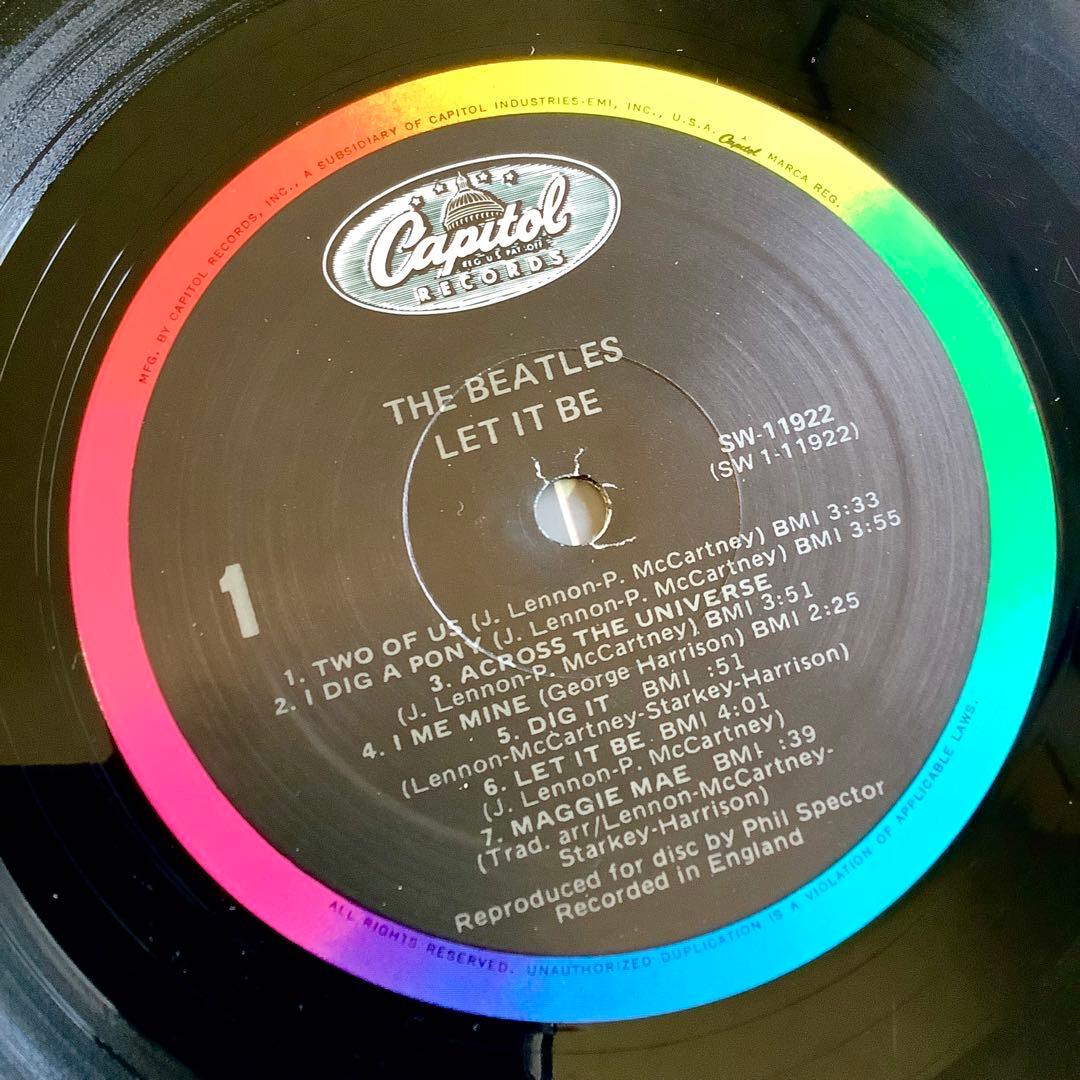 MFG. BY CAPITOL RECORDS, INC., A SUBSIDIARY OF CAPITOL INDUSTRIES-EMI, INC., U.S.A. Capitol MARCA REG.
Capitol
REG. U.S. PAT. OFF.
RECORDS
THE BEATLES
LET IT BE
SW-11922
(SW 1-11922)
1
1. TWO OF US (J. Lennon-P. McCartney) BMI 3:33
2. I DIG A PONY (J. Lennon-P. McCartney) BMI 3:55
3. ACROSS THE UNIVERSE
(J. Lennon-P. McCartney) BMI 3:51
4. I ME MINE (George Harrison) BMI 2:25
5. DIG IT BMI :51
(Lennon-McCartney-Starkey-Harrison)
6. LET IT BE BMI 4:01
(J. Lennon-P. McCartney)
7. MAGGIE MAE BMI :39
(Trad. arr/Lennon-McCartney-
Starkey-Harrison)
Reproduced for disc by Phil Spector
Recorded in England
ALL RIGHTS RESERVED. UNAUTHORIZED DUPLICATION IS A VIOLATION OF APPLICABLE LAWS.